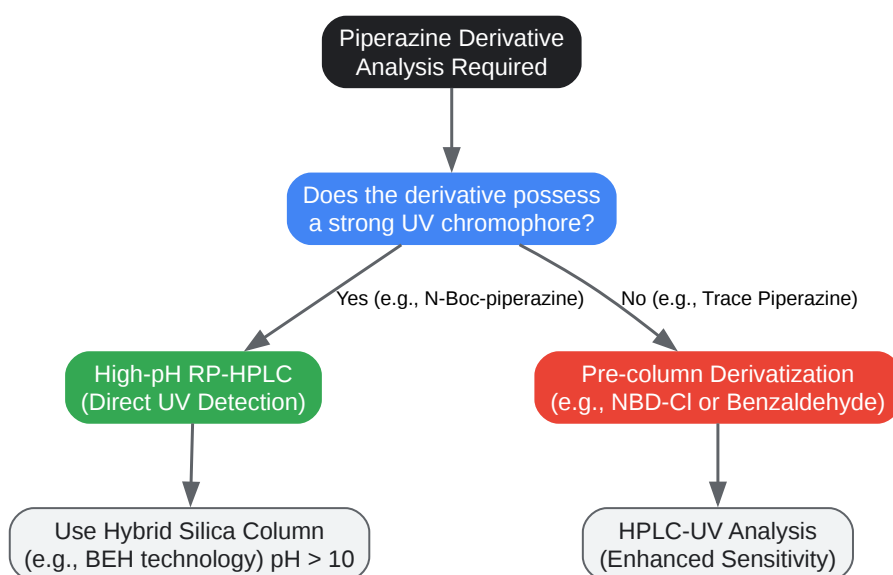 Piperazine Derivative
Analysis Required
Does the derivative possess
a strong UV chromophore?
Yes (e.g., N-Boc-piperazine)
No (e.g., Trace Piperazine)
High-pH RP-HPLC
(Direct UV Detection)
Pre-column Derivatization
(e.g., NBD-Cl or Benzaldehyde)
Use Hybrid Silica Column
(e.g., BEH technology) pH > 10
HPLC-UV Analysis
(Enhanced Sensitivity)